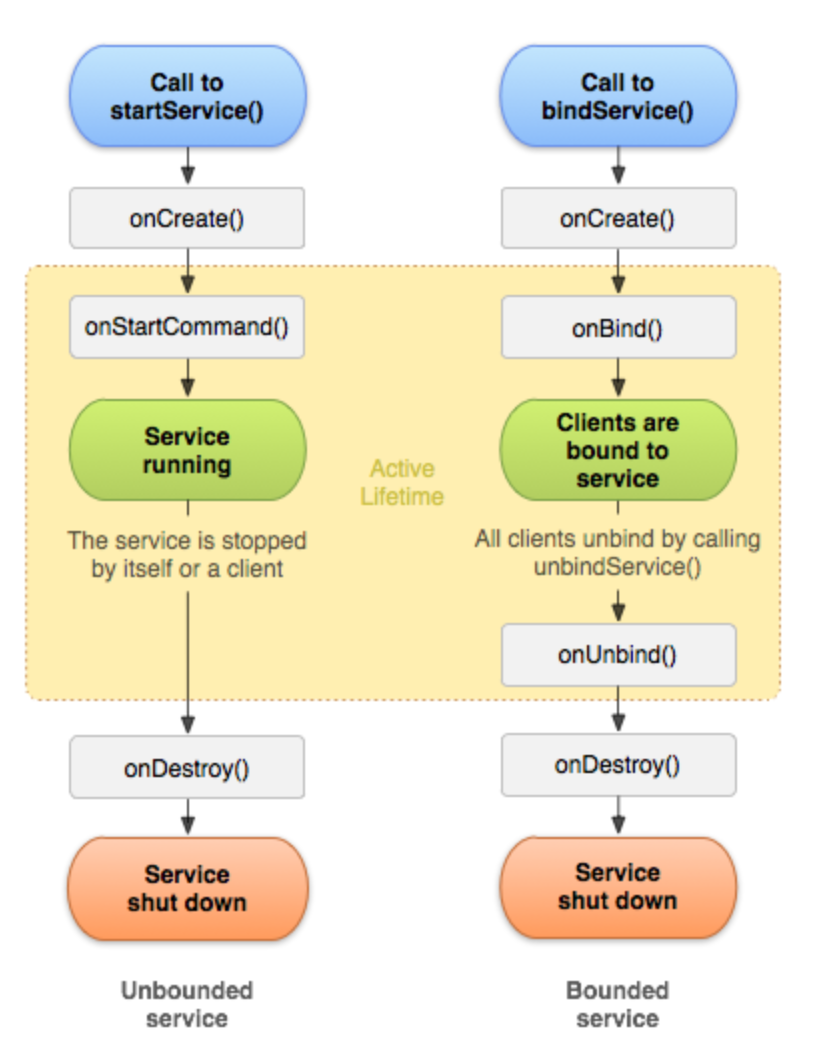 Call to
startService()
onCreate()
onStartCommand()
Service
running
The service is stopped
by itself or a client
onDestroy()
Service
shut down
Unbounded
service
Active
Lifetime
Call to
bindService()
onCreate()
onBind()
Clients are
bound to
service
All clients unbind by calling
unbindService()
onUnbind()
onDestroy()
Service
shut down
Bounded
service